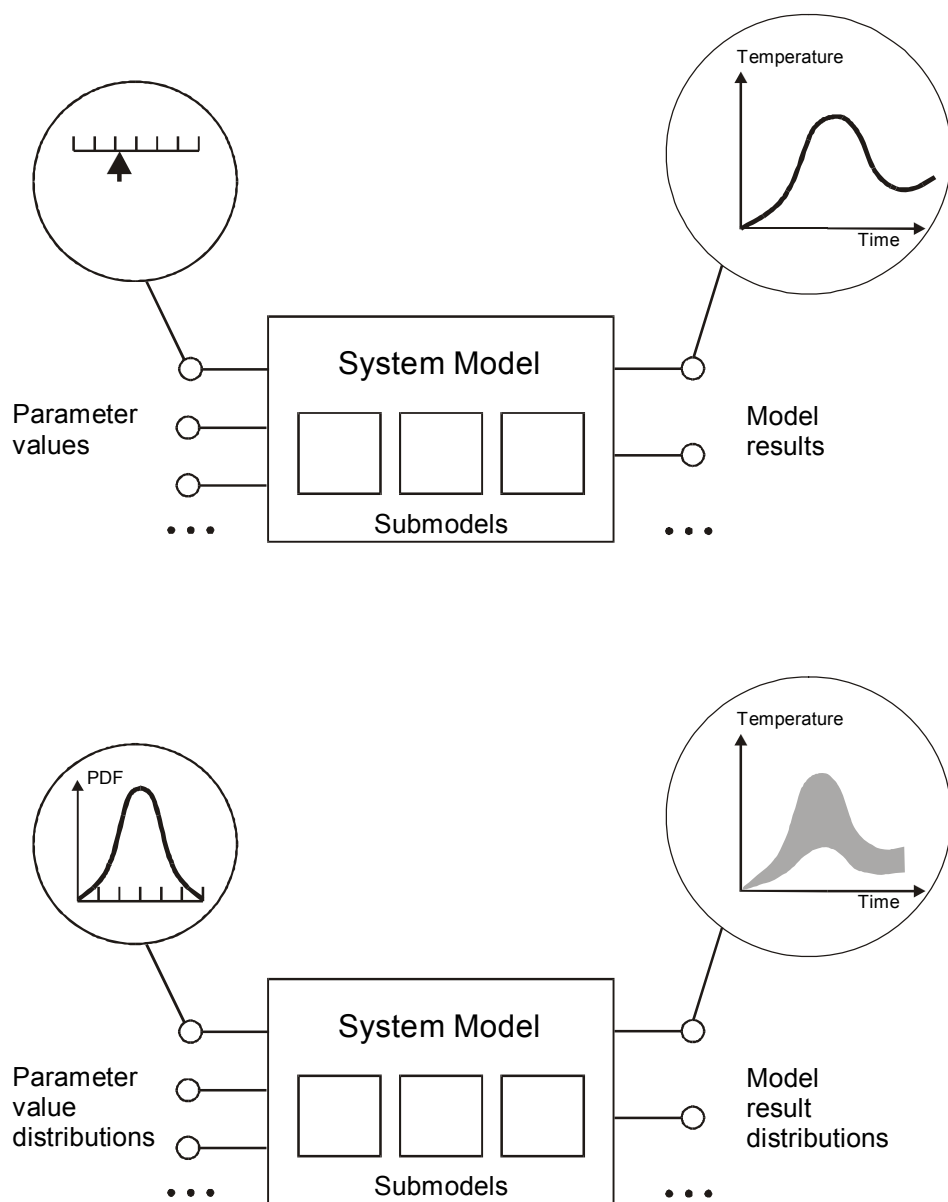 Temperature
Time
System Model
Parameter
values
Model
results
Submodels
Temperature
PDF
Time
System Model
Parameter
value
distributions
Model
result
distributions
Submodels